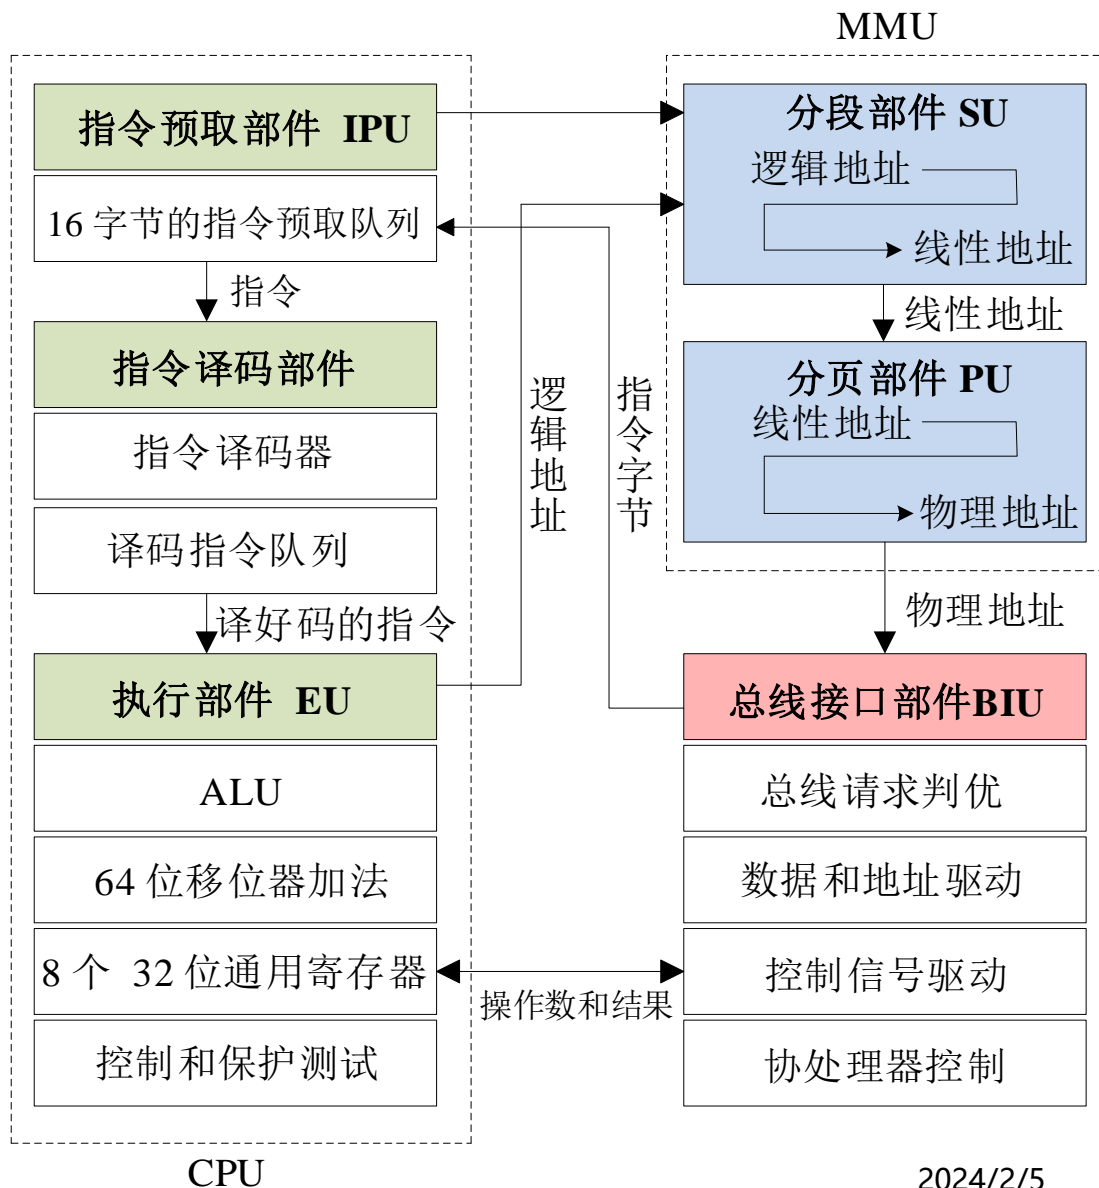 MMU
指令预取部件 IPU
16 字节的指令预取队列
指令
指令译码部件
指令译码器
译码指令队列
译好码的指令
执行部件 EU
ALU
64 位移位器加法
8 个 32 位通用寄存器
控制和保护测试
CPU
逻辑地址
指令字节
操作数和结果
分段部件 SU
逻辑地址
线性地址
线性地址
分页部件 PU
线性地址
物理地址
物理地址
总线接口部件BIU
总线请求判优
数据和地址驱动
控制信号驱动
协处理器控制
2024/2/5